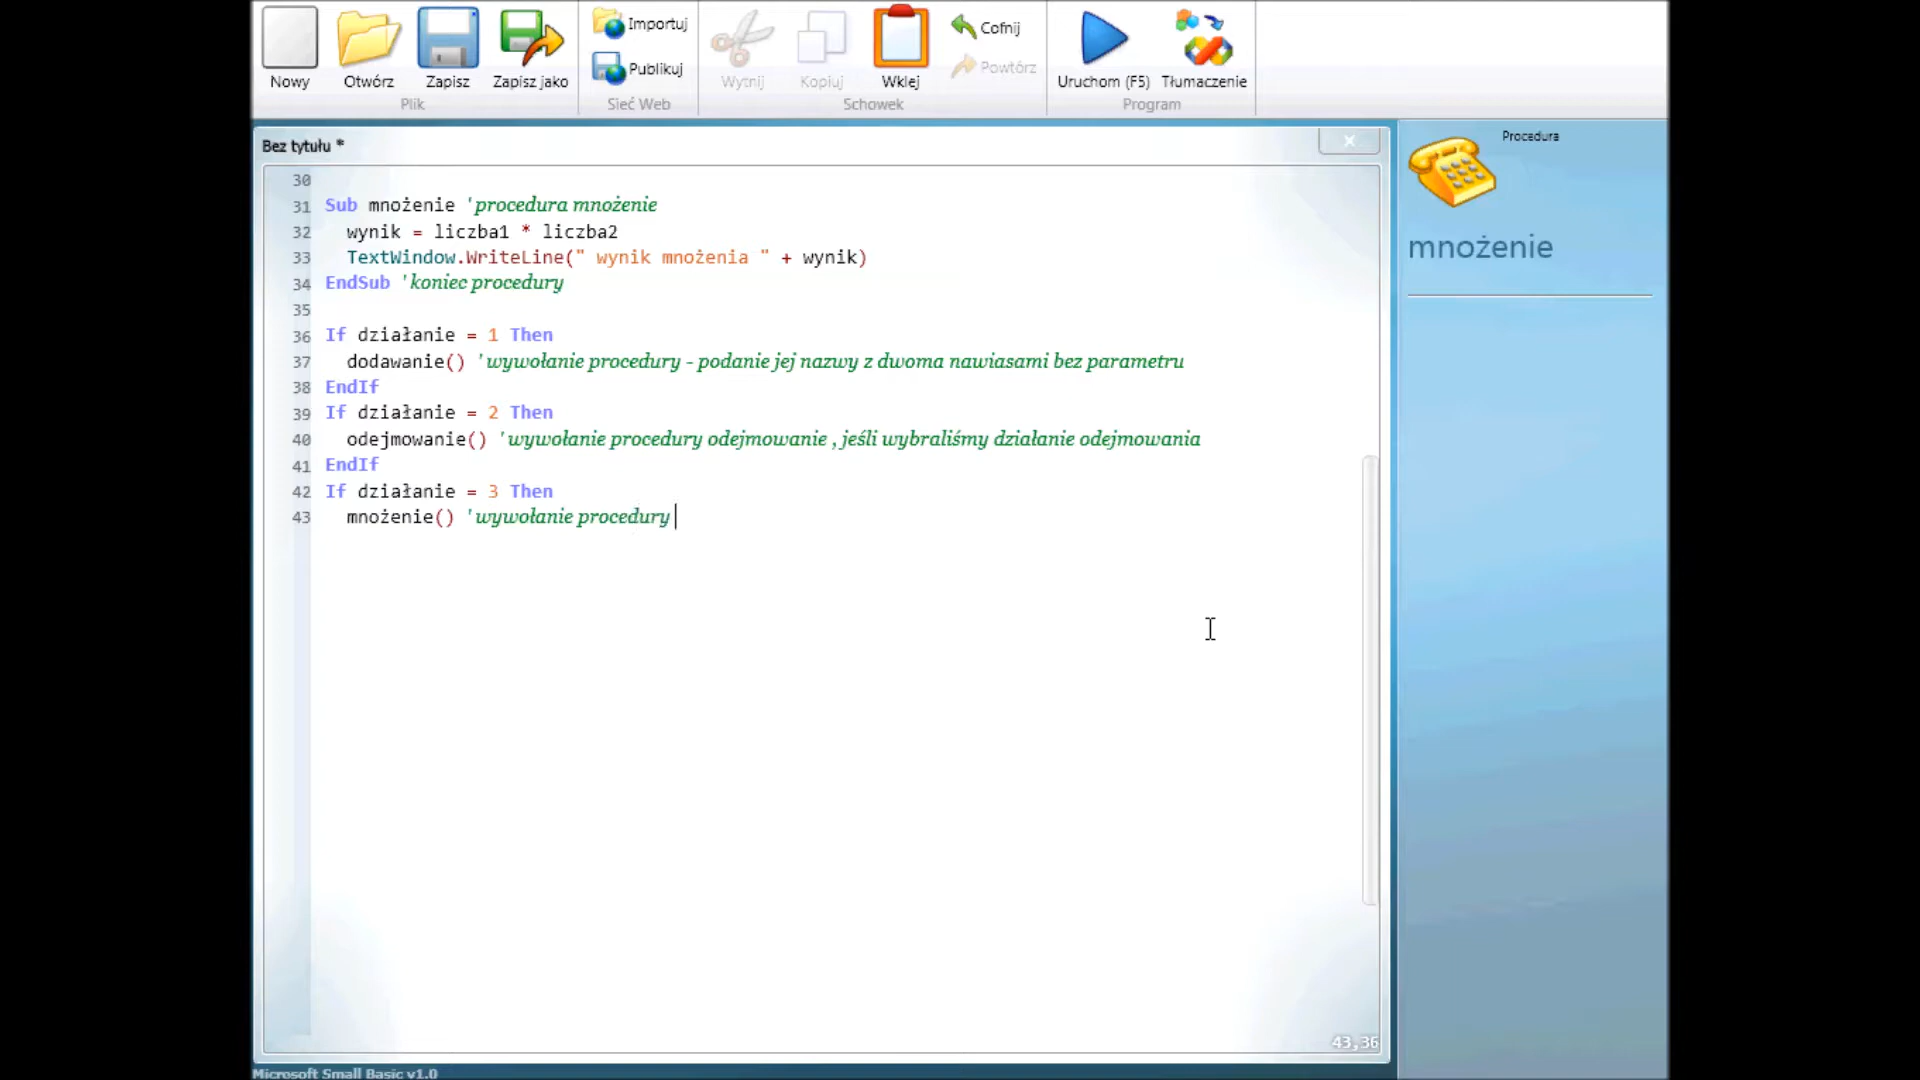 Nowy
Otwórz
Zapisz
Zapisz jako
Plik
Importuj
Publikuj
Sieć Web
Wytnij
Kopiuj
Wklej
Cofnij
Powtórz
Schowek
Uruchom (F5)
Tłumaczenie
Program
Bez tytułu *
30
31 Sub mnożenie 'procedura mnożenie
32 wynik = liczba1 * liczba2
33 TextWindow.WriteLine(" wynik mnożenia " + wynik)
34 EndSub 'koniec procedury
35
36 If działanie = 1 Then
37 dodawanie() 'wywołanie procedury - podanie jej nazwy z dwoma nawiasami bez parametru
38 EndIf
39 If działanie = 2 Then
40 odejmowanie() 'wywołanie procedury odejmowanie , jeśli wybraliśmy działanie odejmowania
41 EndIf
42 If działanie = 3 Then
43 mnożenie() 'wywołanie procedury
43,36
Procedura
mnożenie
Microsoft Small Basic v1.0